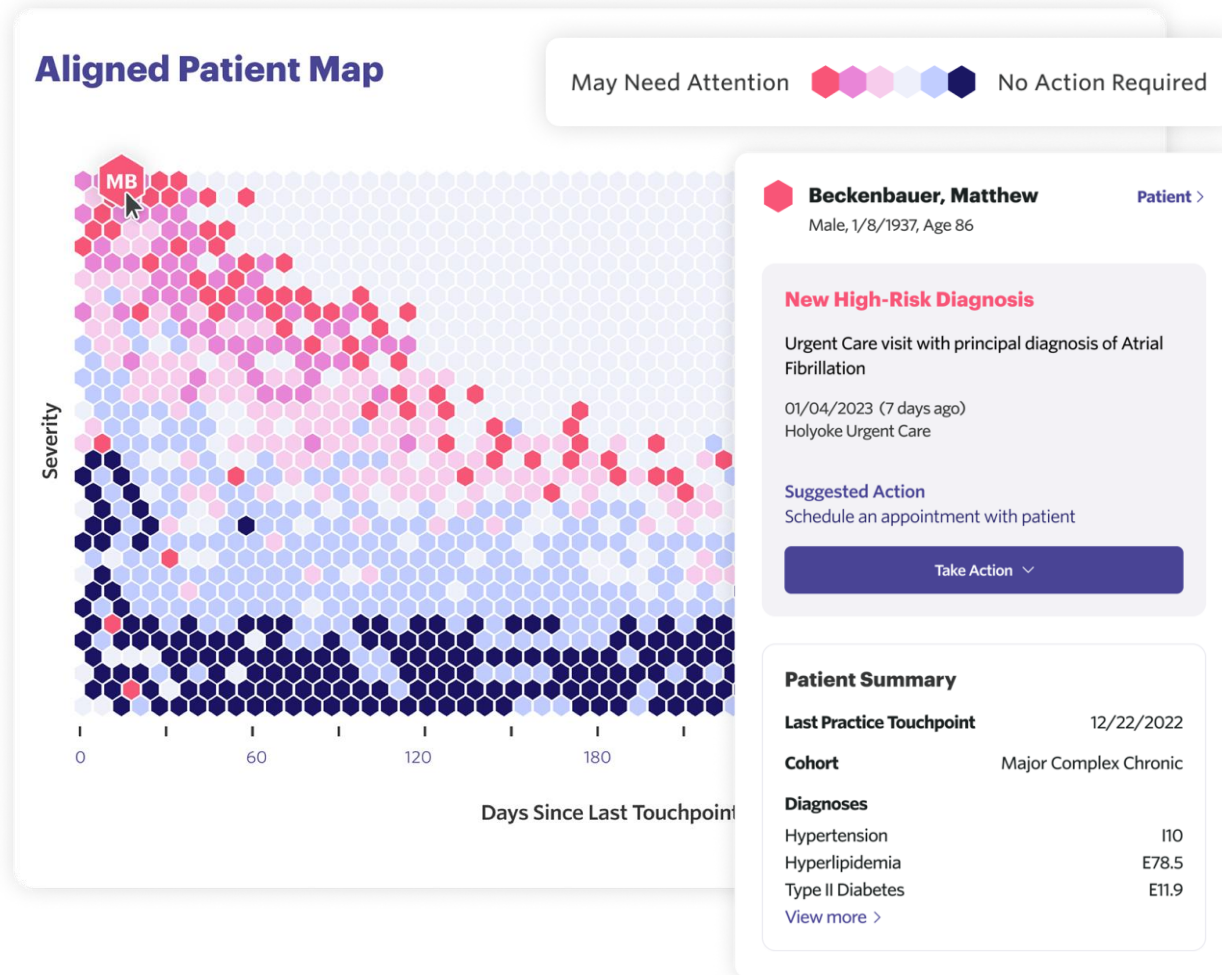 Aligned Patient Map
May Need Attention
No Action Required
MB
Severity
0
60
120
180
Days Since Last Touchpoint
Beckenbauer, Matthew
Patient >
Male, 1/8/1937, Age 86
New High-Risk Diagnosis
Urgent Care visit with principal diagnosis of Atrial
Fibrillation
01/04/2023 (7 days ago)
Holyoke Urgent Care
Suggested Action
Schedule an appointment with patient
Take Action
Patient Summary
Last Practice Touchpoint 12/22/2022
Cohort Major Complex Chronic
Diagnoses
Hypertension I10
Hyperlipidemia E78.5
Type II Diabetes E11.9
View more >